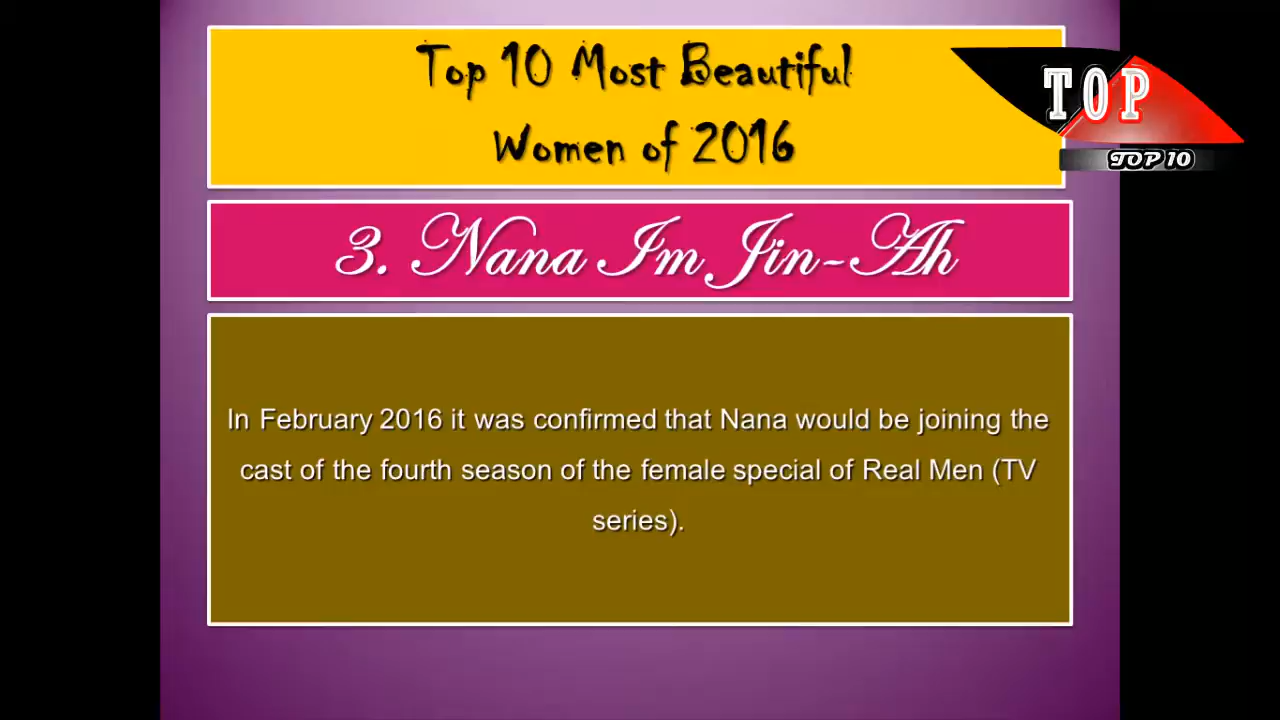 Top 10 Most Beautiful
Women of 2016
TOP
TOP 10
3. Nana Im Jin-Ah
In February 2016 it was confirmed that Nana would be joining the
cast of the fourth season of the female special of Real Men (TV
series).